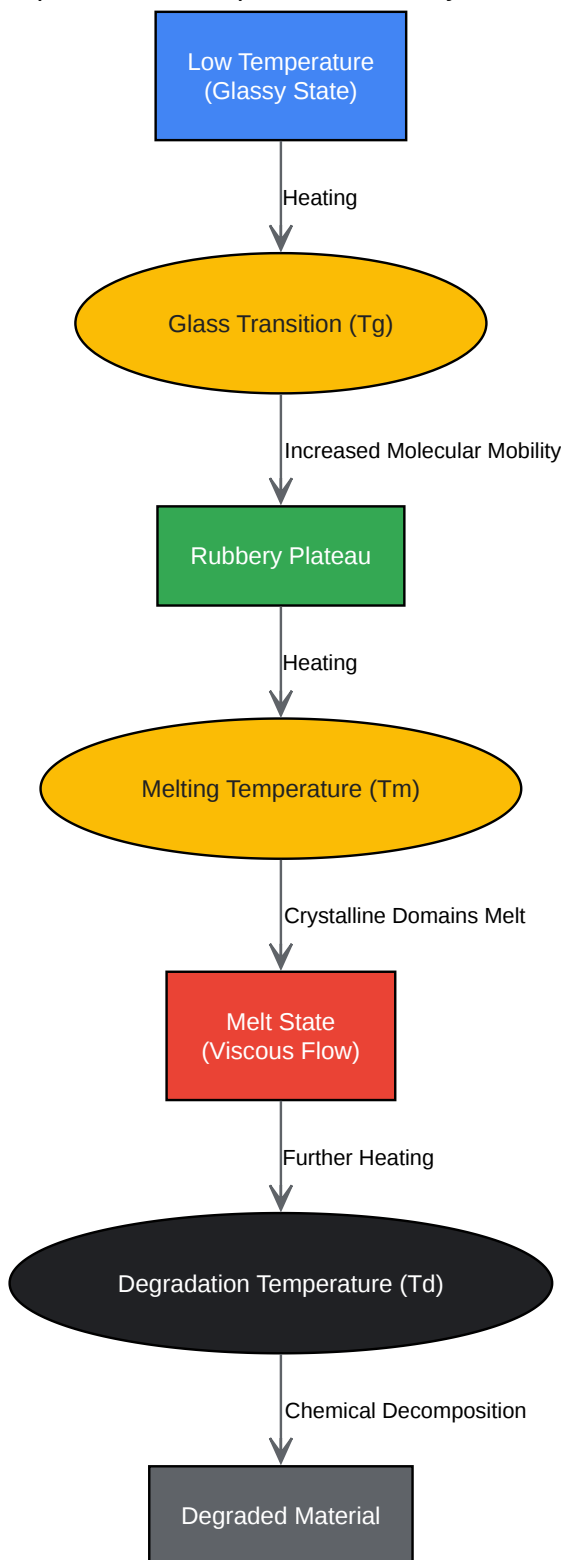 Low Temperature
(Glassy State)
Heating
Glass Transition (Tg)
Increased Molecular Mobility
Rubbery Plateau
Heating
Melting Temperature (Tm)
Crystalline Domains Melt
Melt State
(Viscous Flow)
Further Heating
Degradation Temperature (Td)
Chemical Decomposition
Degraded Material